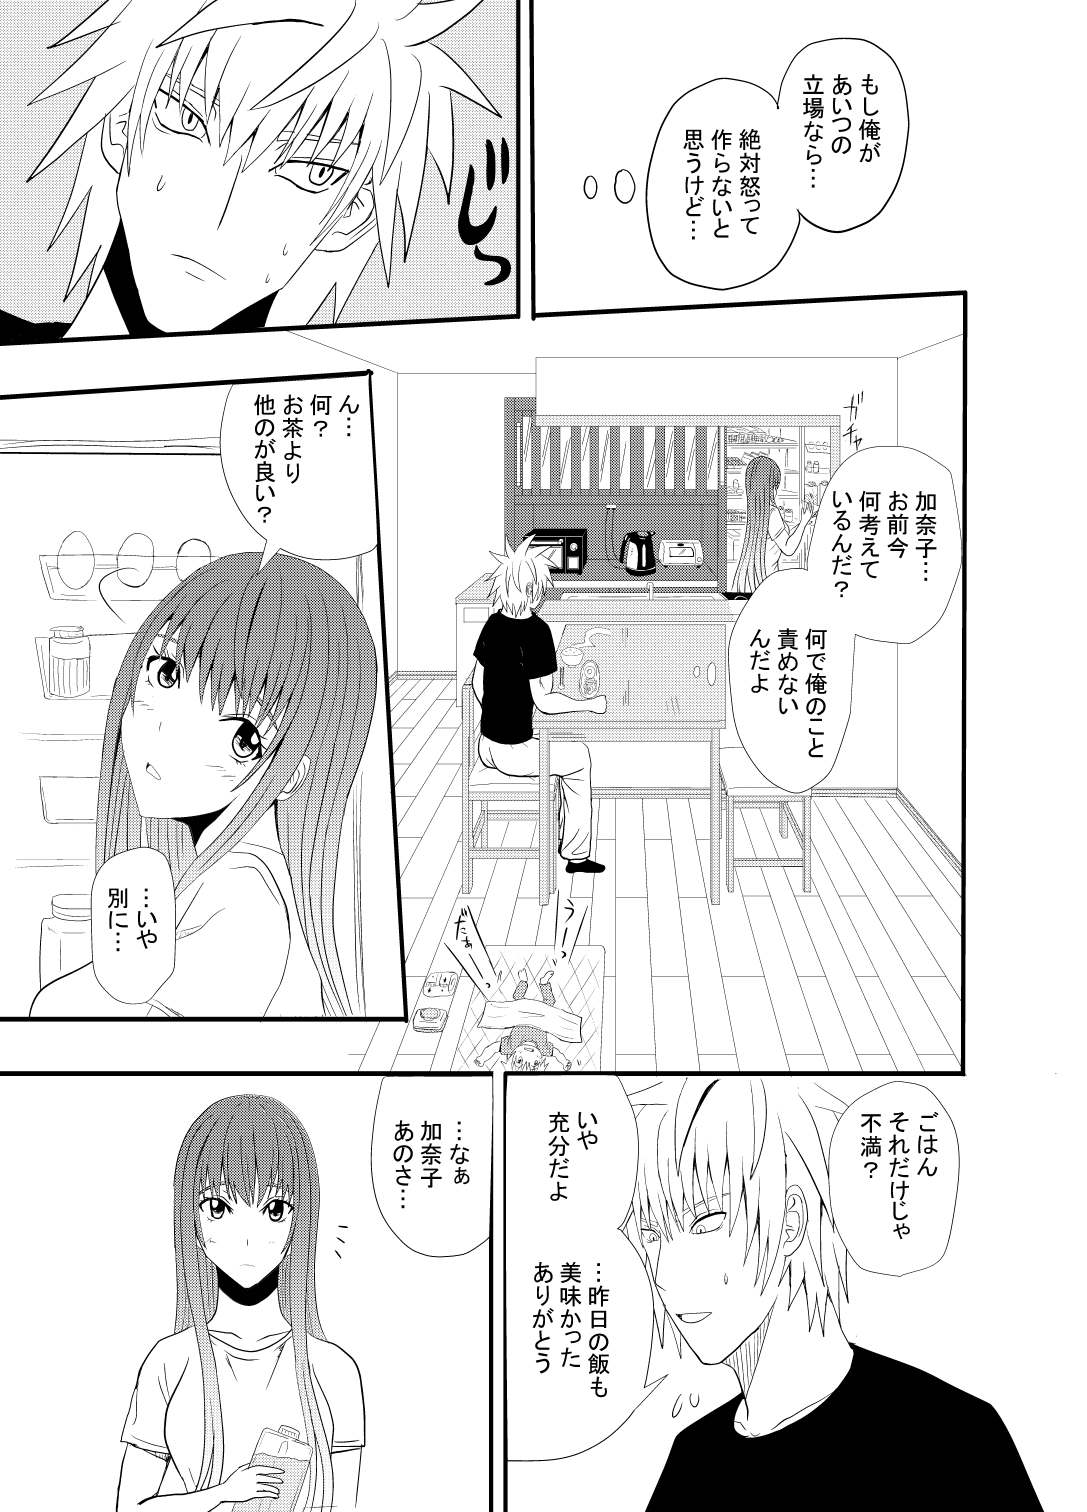 もし俺が
あいつの
立場なら…
絶対怒って
作らないと
思うけど…
じっ
ガチャ
加奈子…
お前今
何考えて
いるんだ？
何で俺のこと
責めない
んだよ
うーっ
だぁー
ん…
何？
お茶より
他のが良い？
…いや
別に…
ごはん
それだけじゃ
不満？
いや
充分だよ
…昨日の飯も
美味かった
ありがとう
…なぁ
加奈子
あのさ…